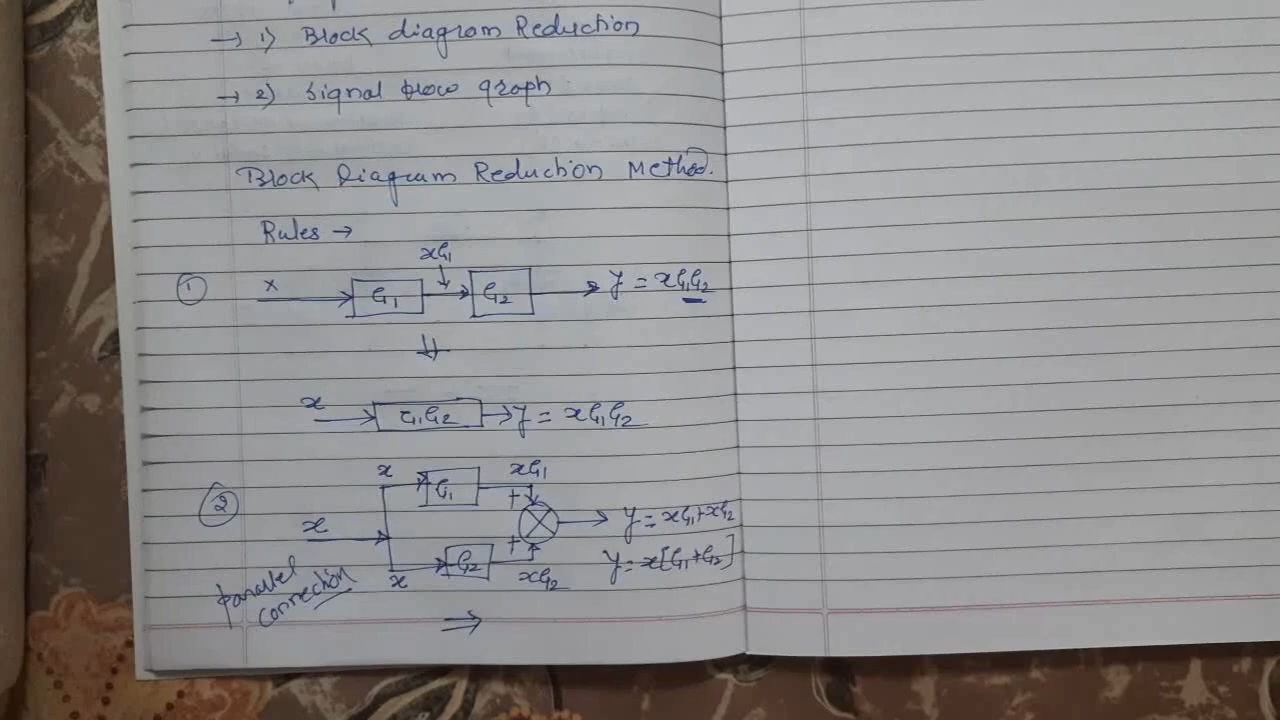 → 1) Block diagram Reduction
→ 2) signal flow graph
Block Diagram Reduction Method.
Rules →
xG1
① x G1 G2 y = xG1G2
x G1G2 y = xG1G2
x G1 xG1
② x + y = xG1+xG2
+ y = x[G1+G2]
x G2 xG2
parallel
connection